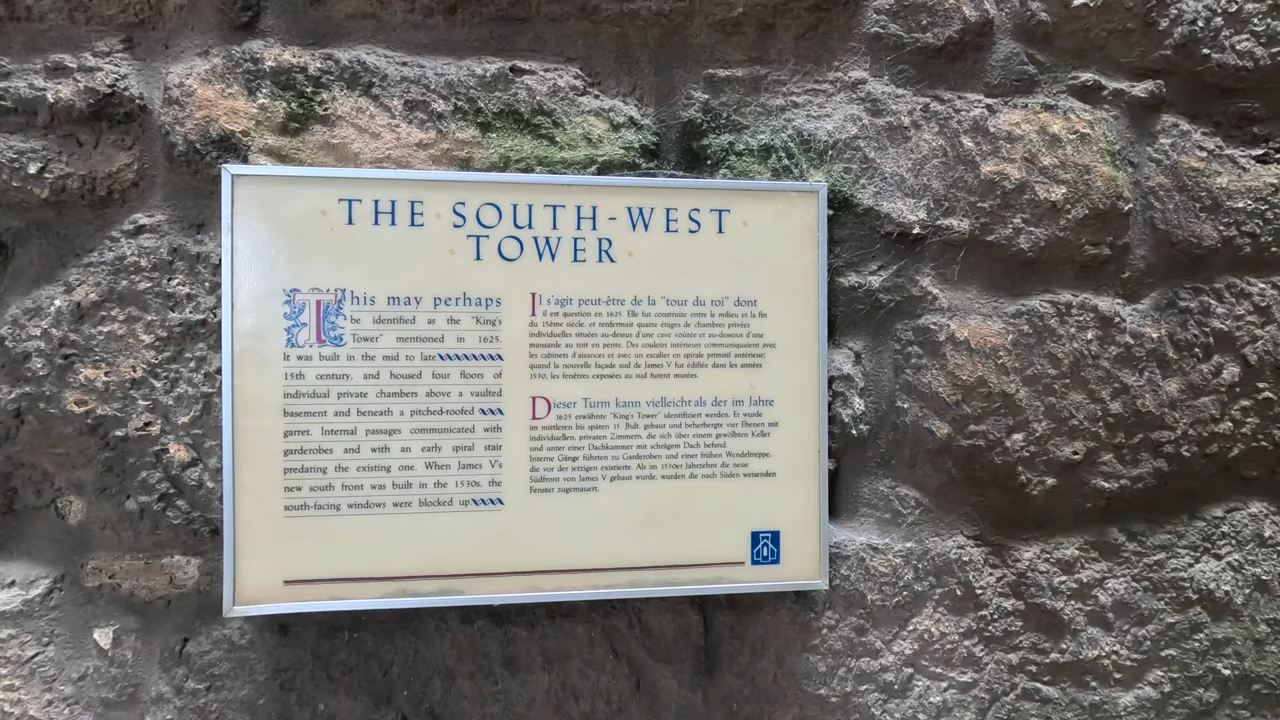 THE SOUTH-WEST
TOWER
This may perhaps
be identified as the "King's
Tower" mentioned in 1625.
It was built in the mid to late
15th century, and housed four floors of
individual private chambers above a vaulted
basement and beneath a pitched-roofed
garret. Internal passages communicated with
garderobes and with an early spiral stair
predating the existing one. When James V's
new south front was built in the 1530s, the
south-facing windows were blocked up.
Il s'agit peut-être de la "tour du roi" dont
il est question en 1625. Elle fut construite entre le milieu et la fin
du 15ème siècle, et renfermait quatre étages de chambres privées
individuelles situées au-dessus d'une cave voûtée et au-dessous d'une
mansarde au toit en pente. Des couloirs intérieurs communiquaient avec
les cabinets d'aisances et avec un escalier en spirale primitif antérieur;
quand la nouvelle façade sud de James V fut édifiée dans les années
1530, les fenêtres exposées au sud furent murées.
Dieser Turm kann vielleicht als der im Jahre
1625 erwähnte "King's Tower" identifiziert werden. Er wurde
im mittleren bis späten 15. Jhdt. gebaut und beherbergte vier Ebenen mit
individuellen, privaten Zimmern, die sich über einem gewölbten Keller
und unter einer Dachkammer mit schrägem Dach befand.
Interne Gänge führten zu Garderoben und einer frühen Wendeltreppe,
die vor der jetzigen existierte. Als im 1530er Jahrzehnt die neue
Südfront von James V gebaut wurde, wurden die nach Süden weisenden
Fenster zugemauert.